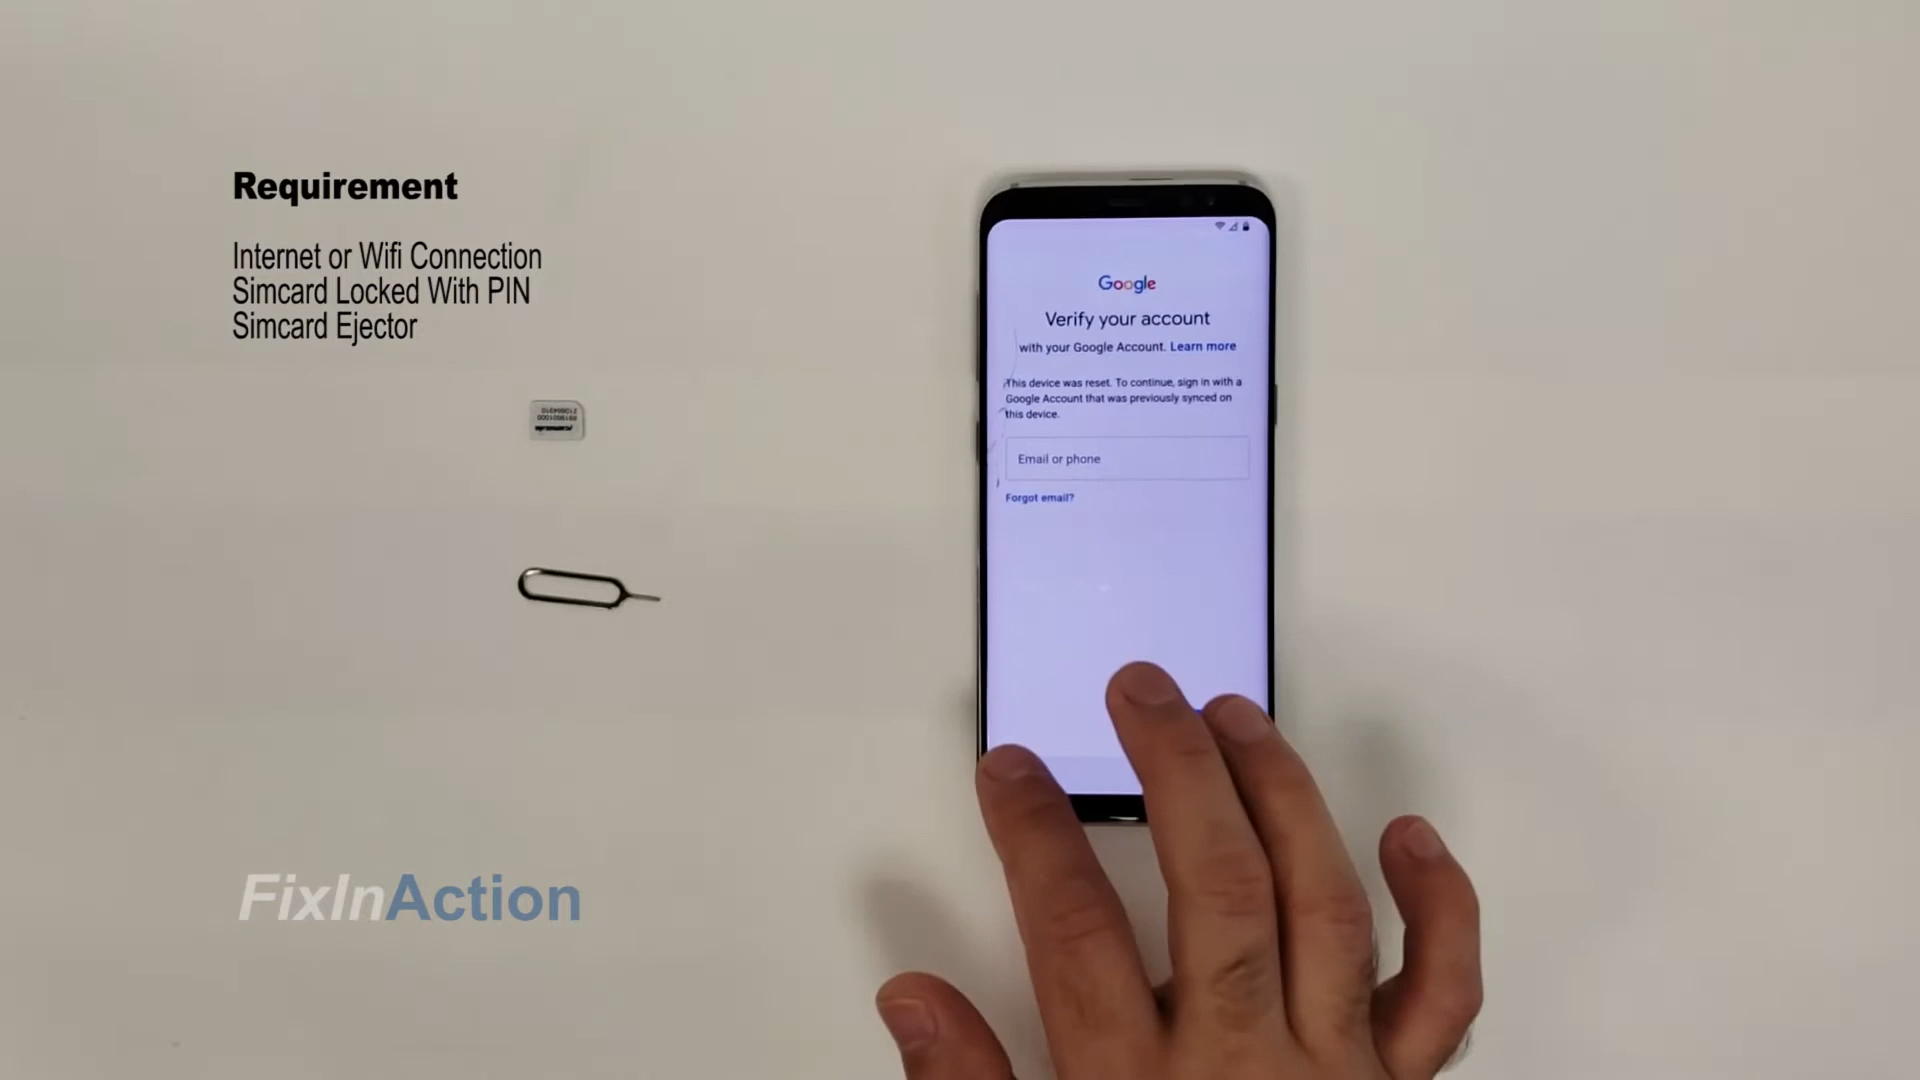 Requirement
Internet or Wifi Connection
Simcard Locked With PIN
Simcard Ejector
Google
Verify your account
with your Google Account. Learn more
This device was reset. To continue, sign in with a
Google Account that was previously synced on
this device.
Email or phone
Forgot email?
FixInAction